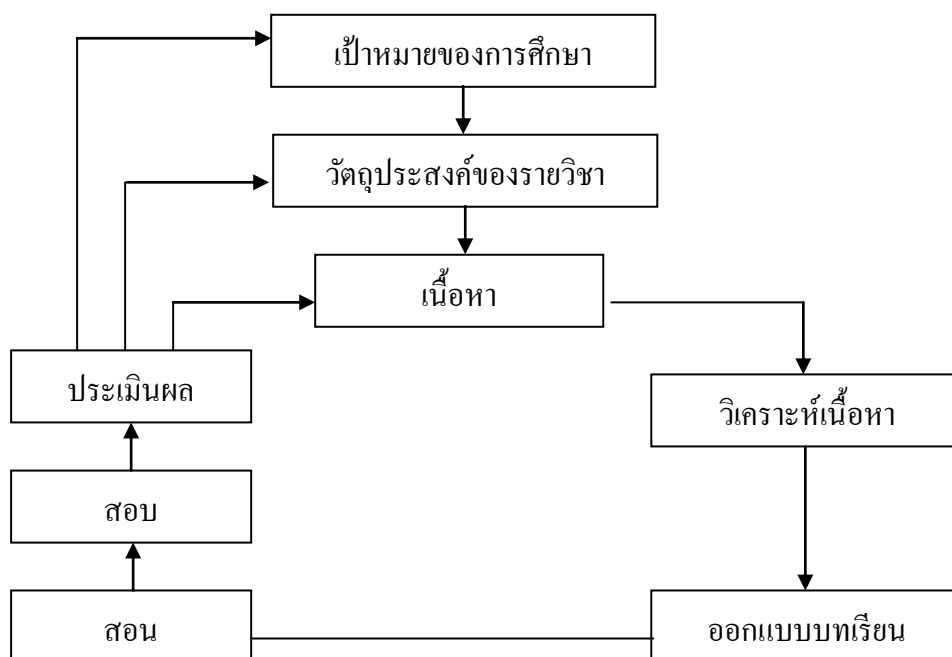 เป้าหมายของการศึกษา
วัตถุประสงค์ของรายวิชา
เนื้อหา
ประเมินผล
วิเคราะห์เนื้อหา
สอบ
สอน
ออกแบบบทเรียน